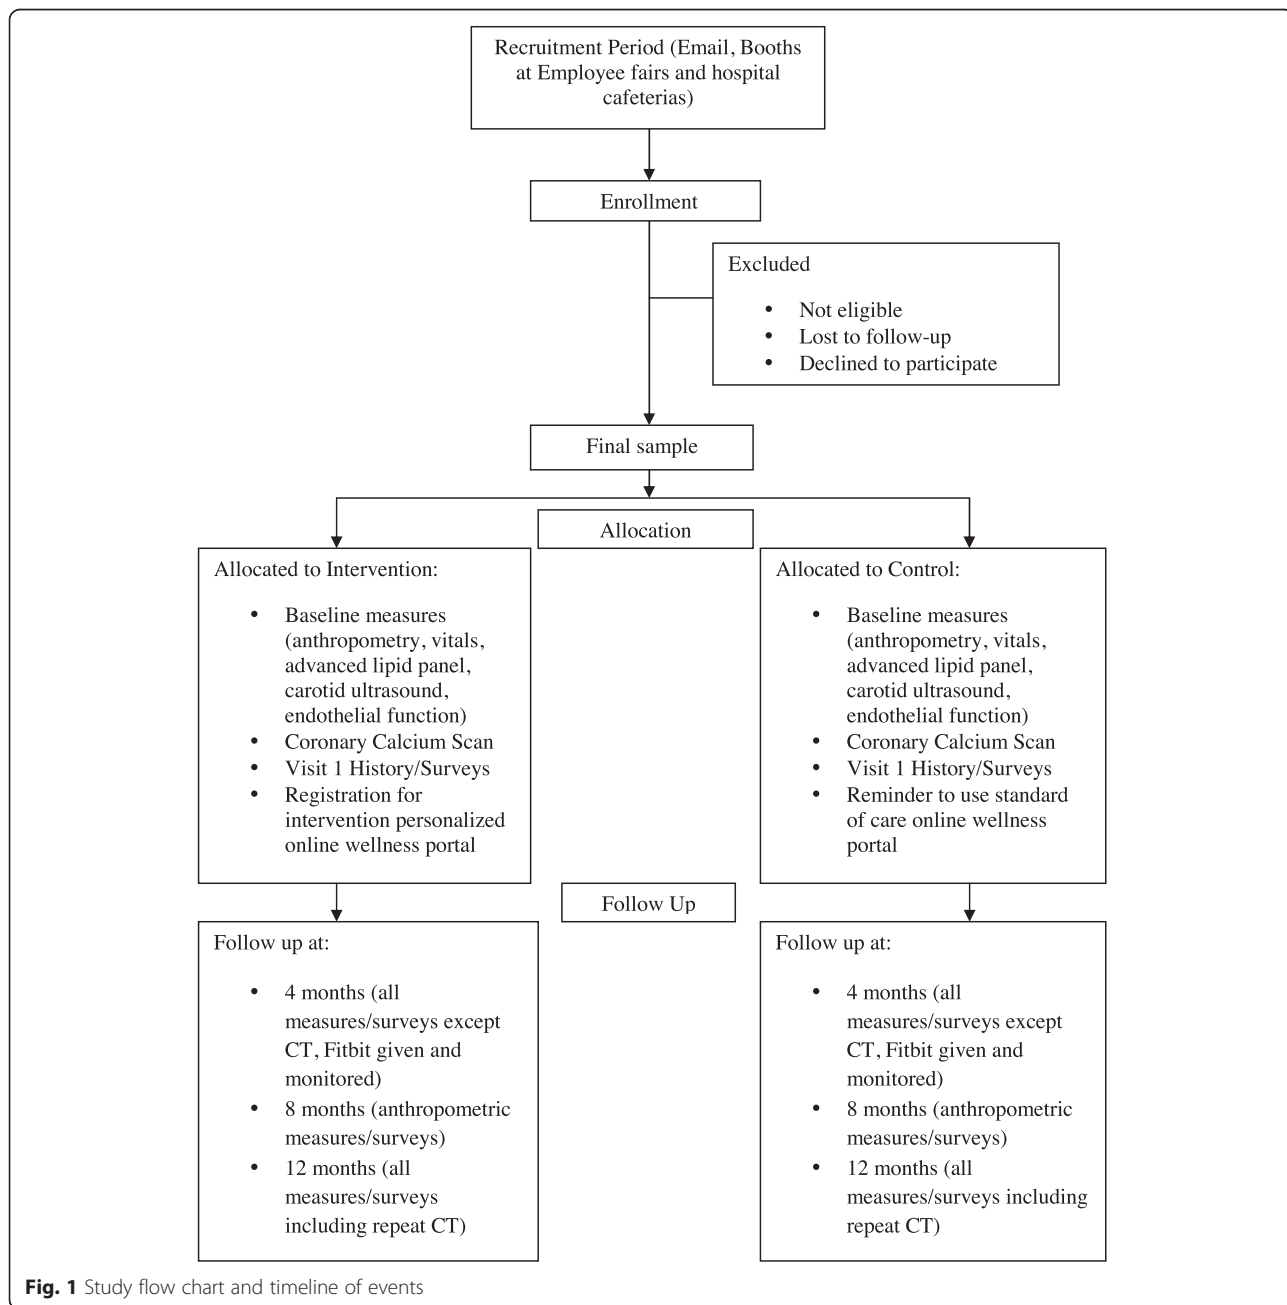 Recruitment Period (Email, Booths
at Employee fairs and hospital
cafeterias)
Enrollment
Excluded
• Not eligible
• Lost to follow-up
• Declined to participate
Final sample
Allocation
Allocated to Intervention:
• Baseline measures
(anthropometry, vitals,
advanced lipid panel,
carotid ultrasound,
endothelial function)
• Coronary Calcium Scan
• Visit 1 History/Surveys
• Registration for
intervention personalized
online wellness portal
Allocated to Control:
• Baseline measures
(anthropometry, vitals,
advanced lipid panel,
carotid ultrasound,
endothelial function)
• Coronary Calcium Scan
• Visit 1 History/Surveys
• Reminder to use standard
of care online wellness
portal
Follow Up
Follow up at:
• 4 months (all
measures/surveys except
CT, Fitbit given and
monitored)
• 8 months (anthropometric
measures/surveys)
• 12 months (all
measures/surveys
including repeat CT)
Follow up at:
• 4 months (all
measures/surveys except
CT, Fitbit given and
monitored)
• 8 months (anthropometric
measures/surveys)
• 12 months (all
measures/surveys including
repeat CT)
Fig. 1 Study flow chart and timeline of events